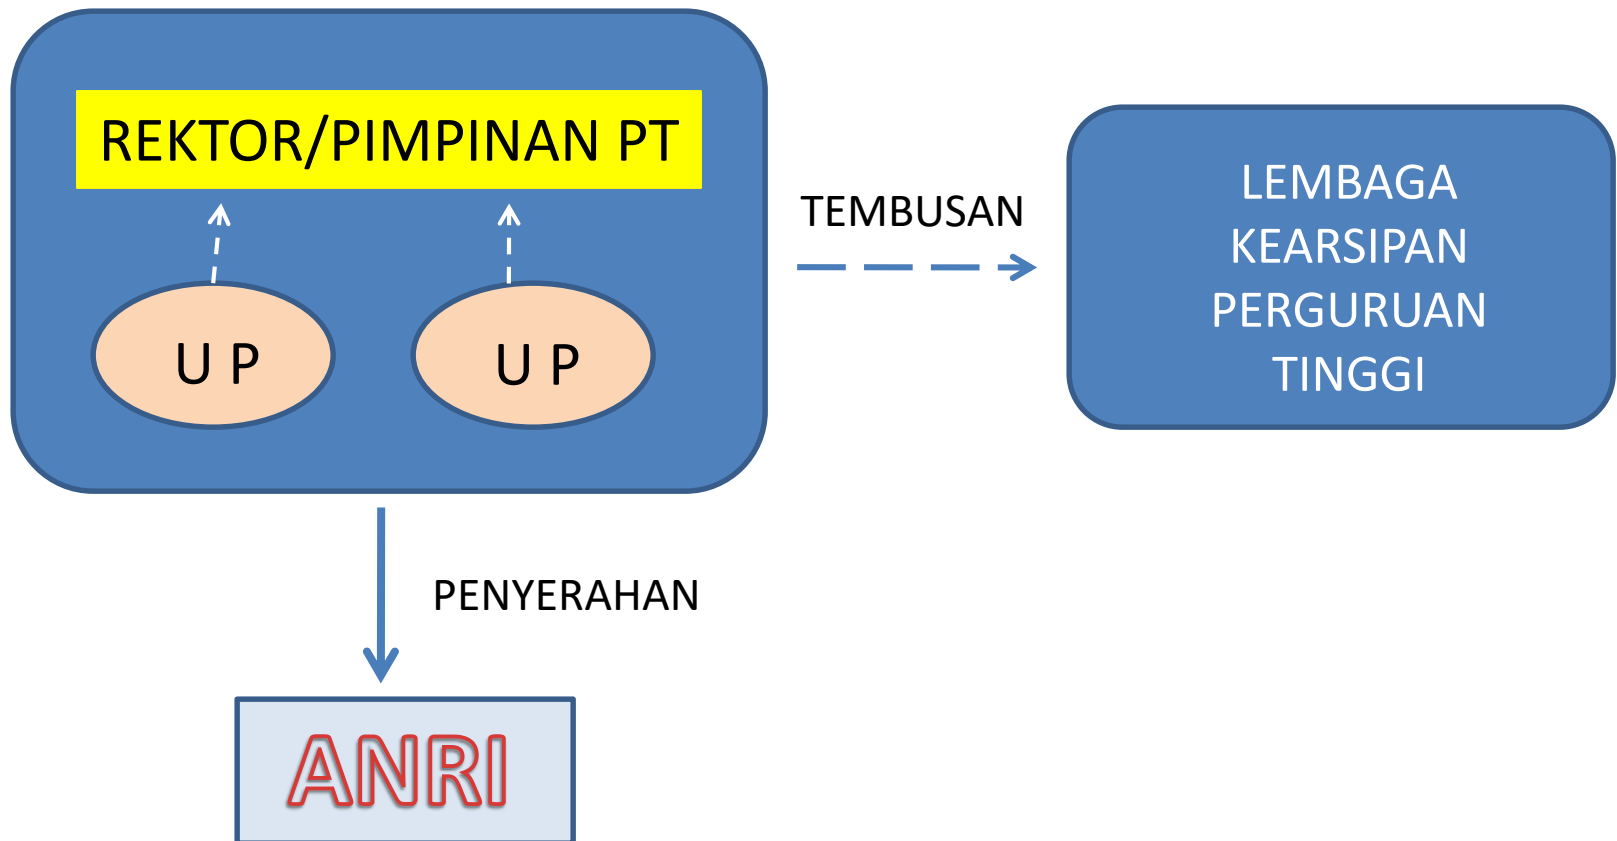 REKTOR/PIMPINAN PT
U P
U P
TEMBUSAN
LEMBAGA
KEARSIPAN
PERGURUAN
TINGGI
PENYERAHAN
ANRI